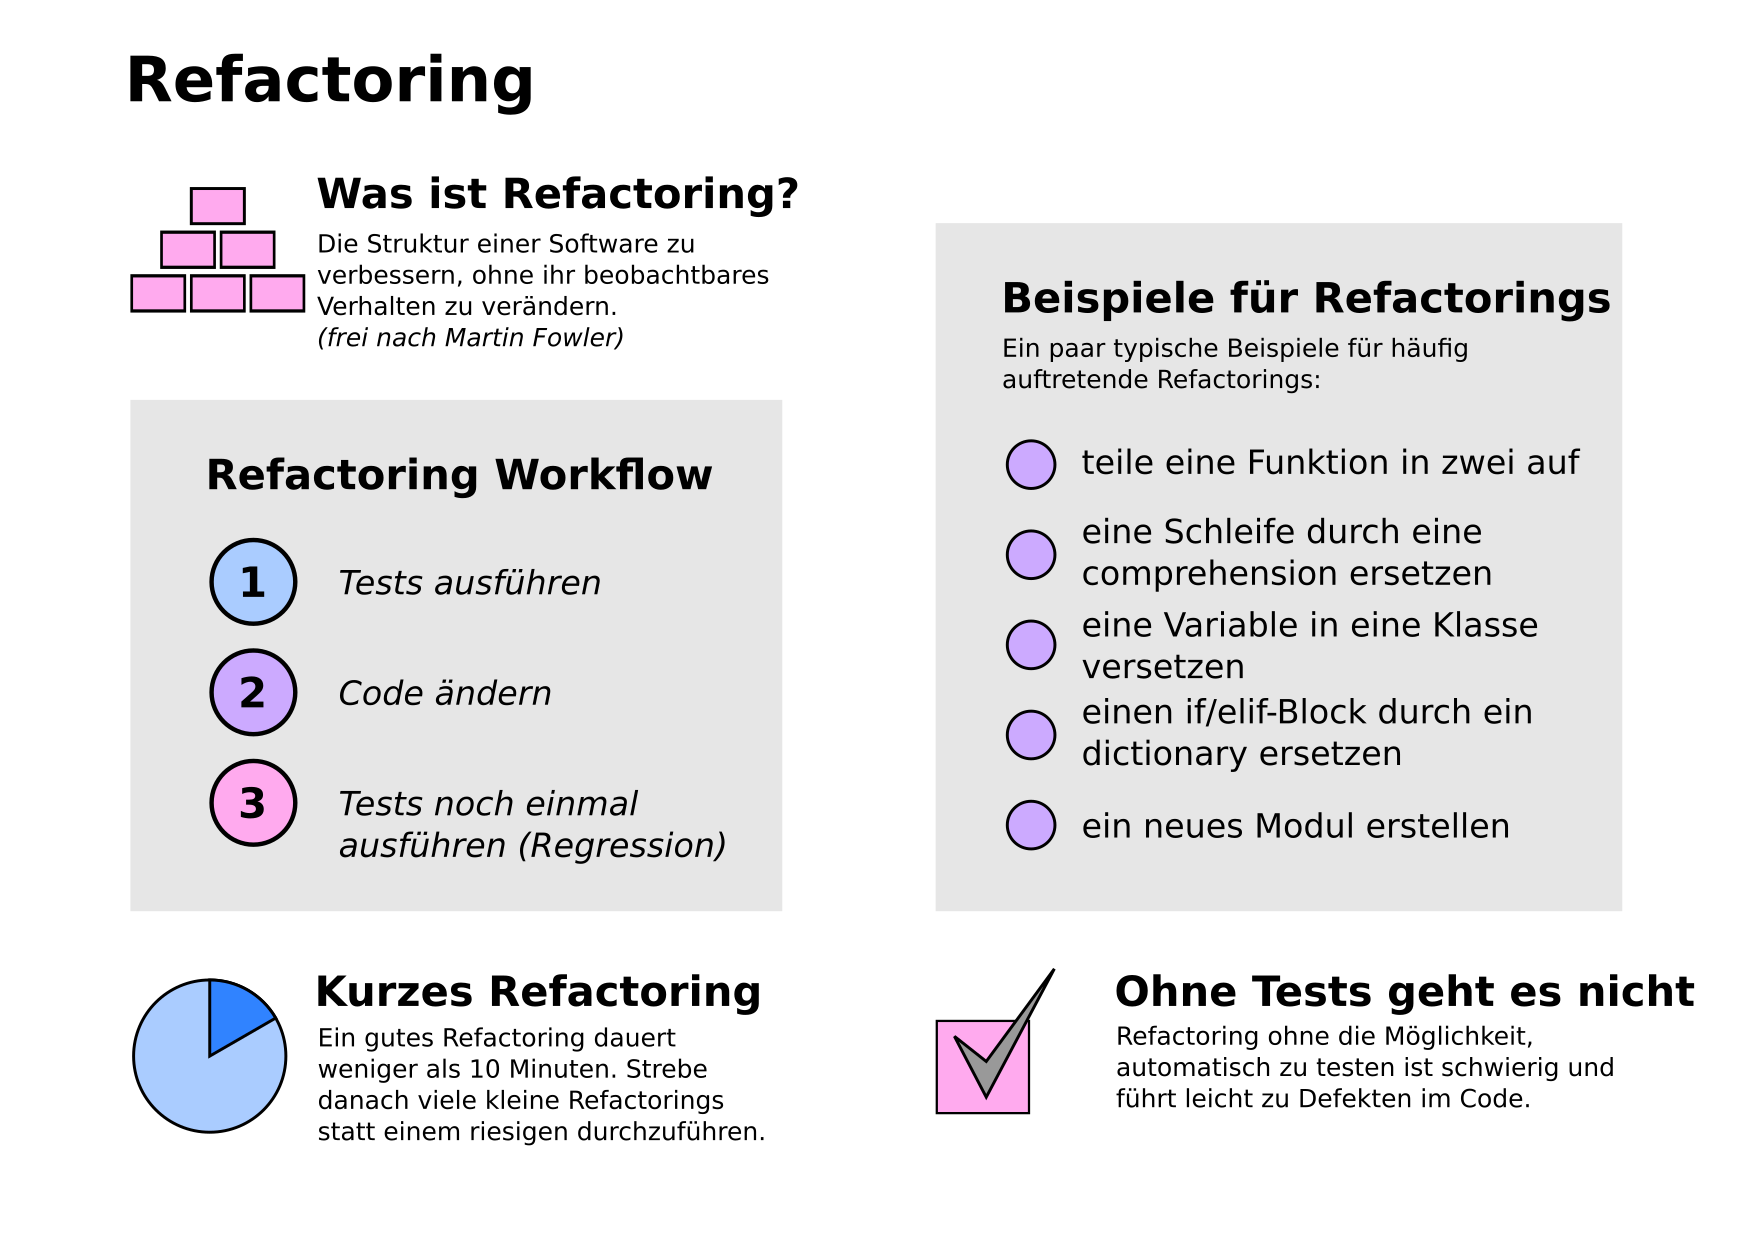 Refactoring
Was ist Refactoring?
Die Struktur einer Software zu
verbessern, ohne ihr beobachtbares
Verhalten zu verändern.
(frei nach Martin Fowler)
Refactoring Workflow
1 Tests ausführen
2 Code ändern
3 Tests noch einmal
ausführen (Regression)
Kurzes Refactoring
Ein gutes Refactoring dauert
weniger als 10 Minuten. Strebe
danach viele kleine Refactorings
statt einem riesigen durchzuführen.
Beispiele für Refactorings
Ein paar typische Beispiele für häufig
auftretende Refactorings:
teile eine Funktion in zwei auf
eine Schleife durch eine
comprehension ersetzen
eine Variable in eine Klasse
versetzen
einen if/elif-Block durch ein
dictionary ersetzen
ein neues Modul erstellen
Ohne Tests geht es nicht
Refactoring ohne die Möglichkeit,
automatisch zu testen ist schwierig und
führt leicht zu Defekten im Code.